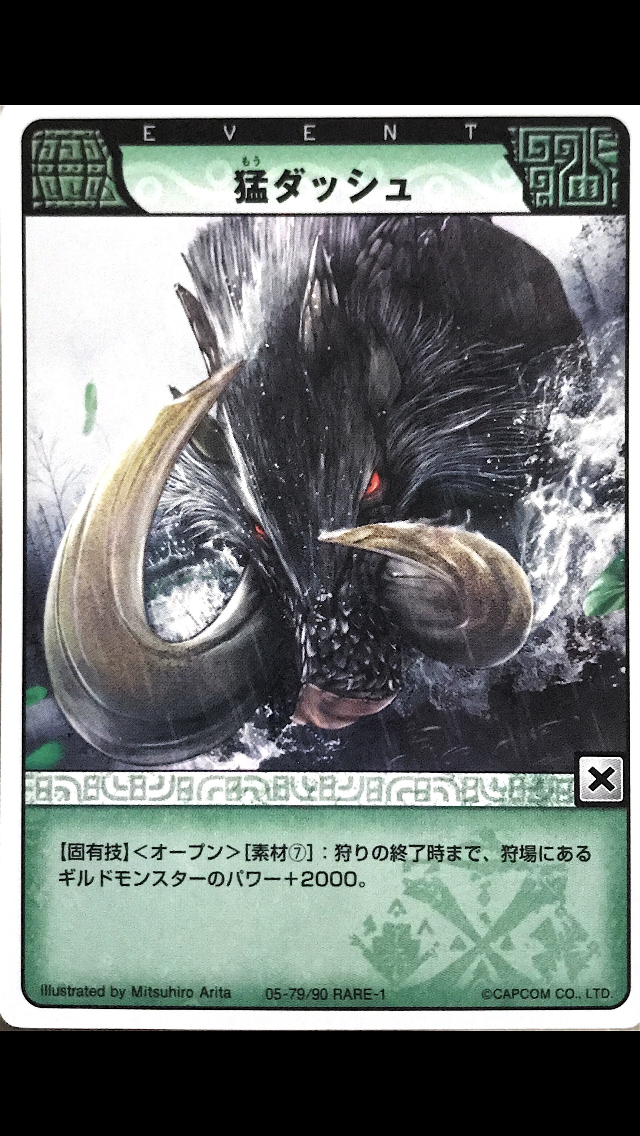 EVENT
もう
猛ダッシュ
【固有技】<オープン>[素材⑦]：狩りの終了時まで、狩場にある
ギルドモンスターのパワー＋2000。
Illustrated by Mitsuhiro Arita 05-79/90 RARE-1 ©CAPCOM CO., LTD.